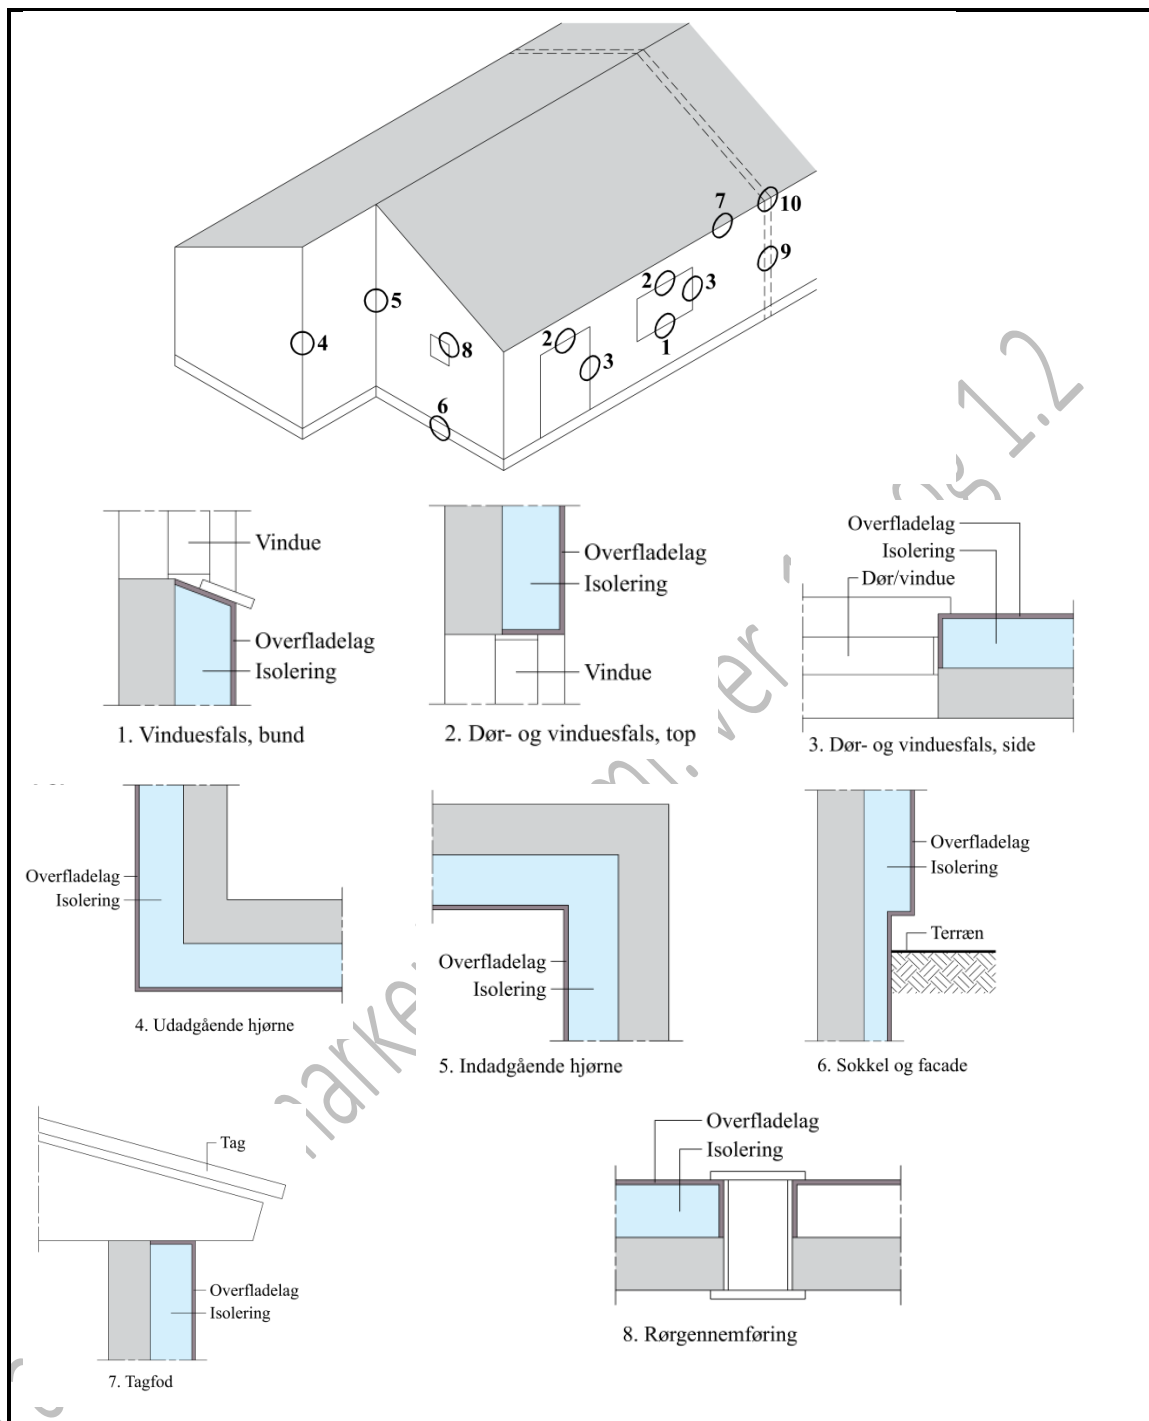 7
10
9
2
3
5
4
8
2
3
1
6
1.2
Vindue
Overfladelag
Isolering
1. Vinduesfals, bund
Overfladelag
Isolering
Vindue
2. Dør- og vinduesfals, top
Overfladelag
Isolering
Dør/vindue
3. Dør- og vinduesfals, side
Overfladelag
Isolering
4. Udadgående hjørne
Overfladelag
Isolering
5. Indadgående hjørne
Overfladelag
Isolering
Terræn
6. Sokkel og facade
Tag
Overfladelag
Isolering
7. Tagfod
Overfladelag
Isolering
8. Rørgennemføring